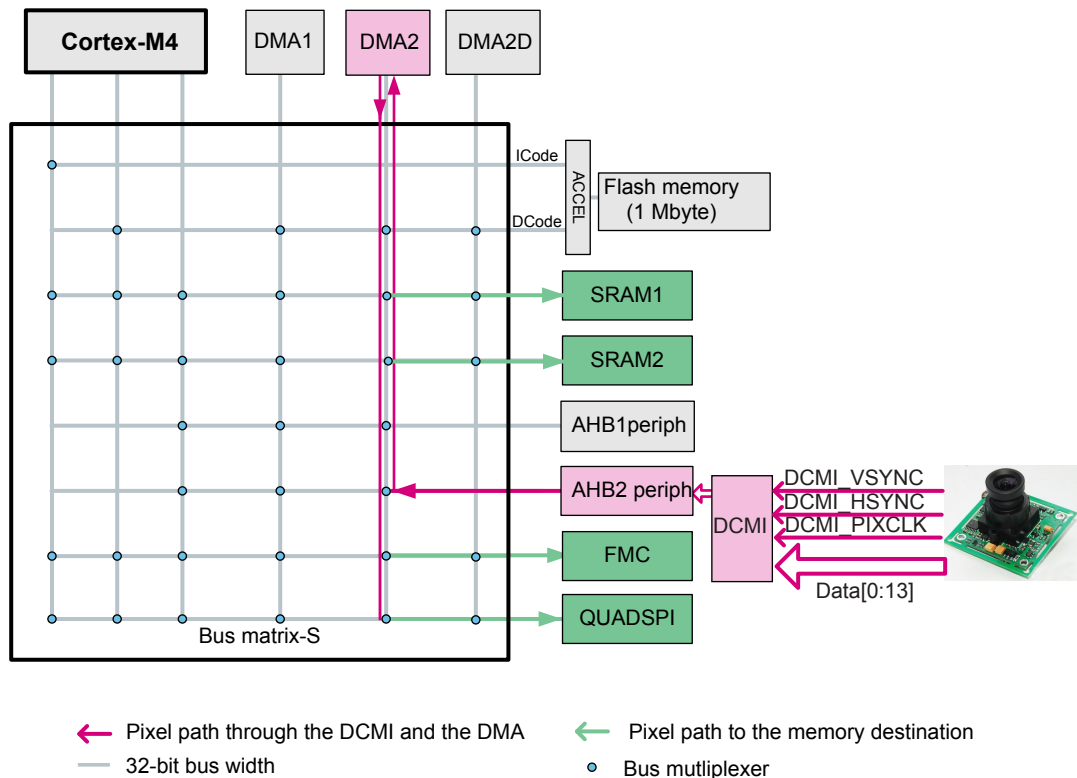 Cortex-M4
DMA1
DMA2
DMA2D
ICode
ACCEL
Flash memory
(1 Mbyte)
DCode
SRAM1
SRAM2
AHB1periph
AHB2 periph
DCMI
DCMI_VSYNC
DCMI_HSYNC
DCMI_PIXCLK
Data[0:13]
FMC
QUADSPI
Bus matrix-S
Pixel path through the DCMI and the DMA
Pixel path to the memory destination
32-bit bus width
Bus mutliplexer